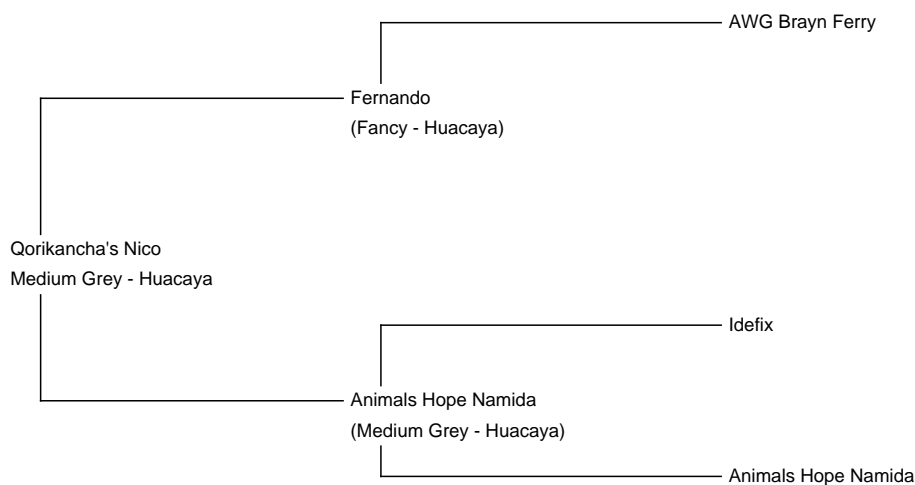 AWG Brayn Ferry
Fernando
(Fancy - Huacaya)
Qorikancha's Nico
Medium Grey - Huacaya
Idefix
Animals Hope Namida
(Medium Grey - Huacaya)
Animals Hope Namida